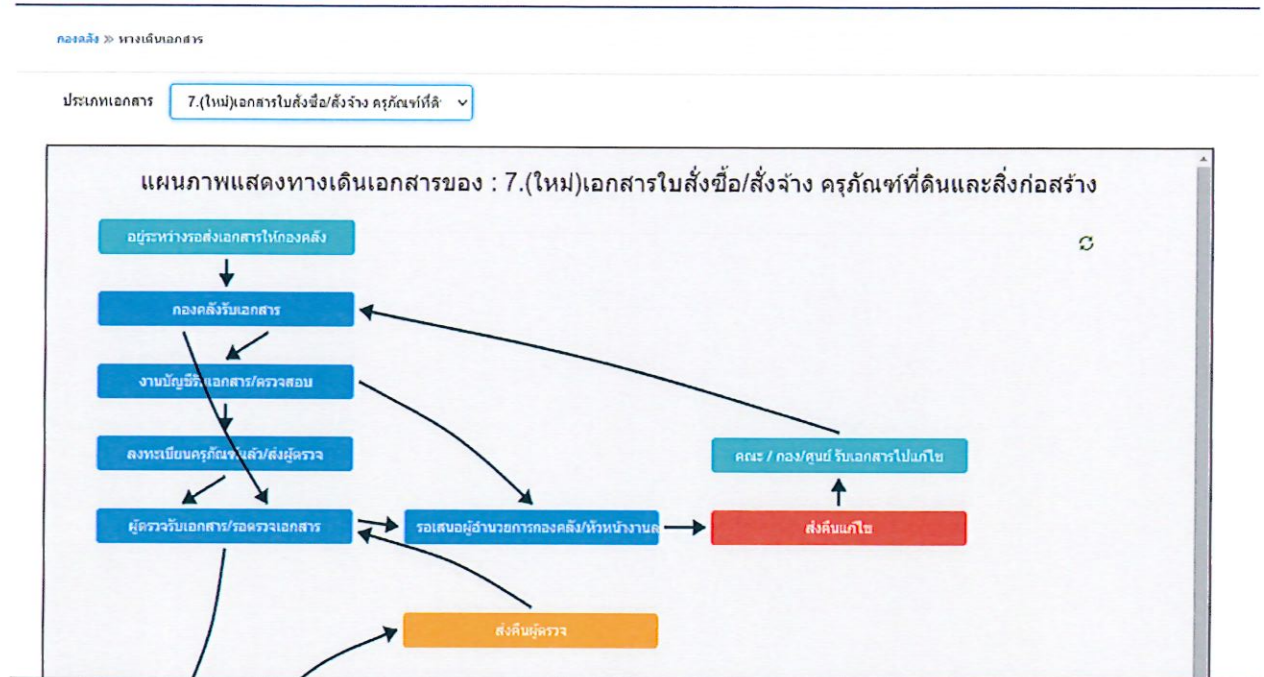 กองคลัง » ทางเดินเอกสาร
ประเภทเอกสาร 7.(ใหม่)เอกสารใบสั่งซื้อ/สั่งจ้าง ครุภัณฑ์ที่ดิ
แผนภาพแสดงทางเดินเอกสารของ : 7.(ใหม่)เอกสารใบสั่งซื้อ/สั่งจ้าง ครุภัณฑ์ที่ดินและสิ่งก่อสร้าง
อยู่ระหว่างรอส่งเอกสารให้กองคลัง
กองคลังรับเอกสาร
งานบัญชีรับเอกสาร/ตรวจสอบ
ลงทะเบียนครุภัณฑ์แล้ว/ส่งผู้ตรวจ
คณะ / กอง/ศูนย์ รับเอกสารไปแก้ไข
ผู้ตรวจรับเอกสาร/รอตรวจเอกสาร
รอเสนอผู้อำนวยการกองคลัง/หัวหน้างานค
ส่งคืนแก้ไข
ส่งคืนผู้ตรวจ